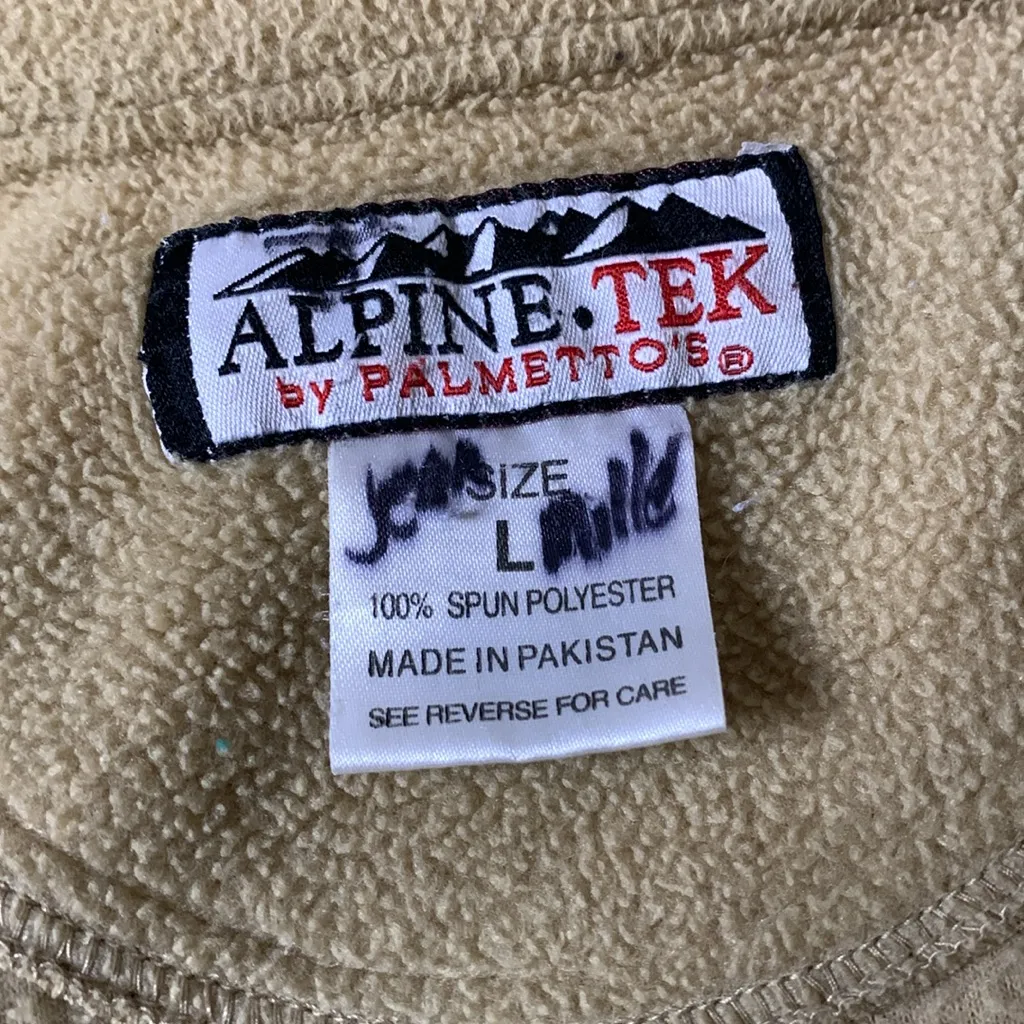 ALPINE·TEK
by PALMETTO'S®
SIZE
L
100% SPUN POLYESTER
MADE IN PAKISTAN
SEE REVERSE FOR CARE